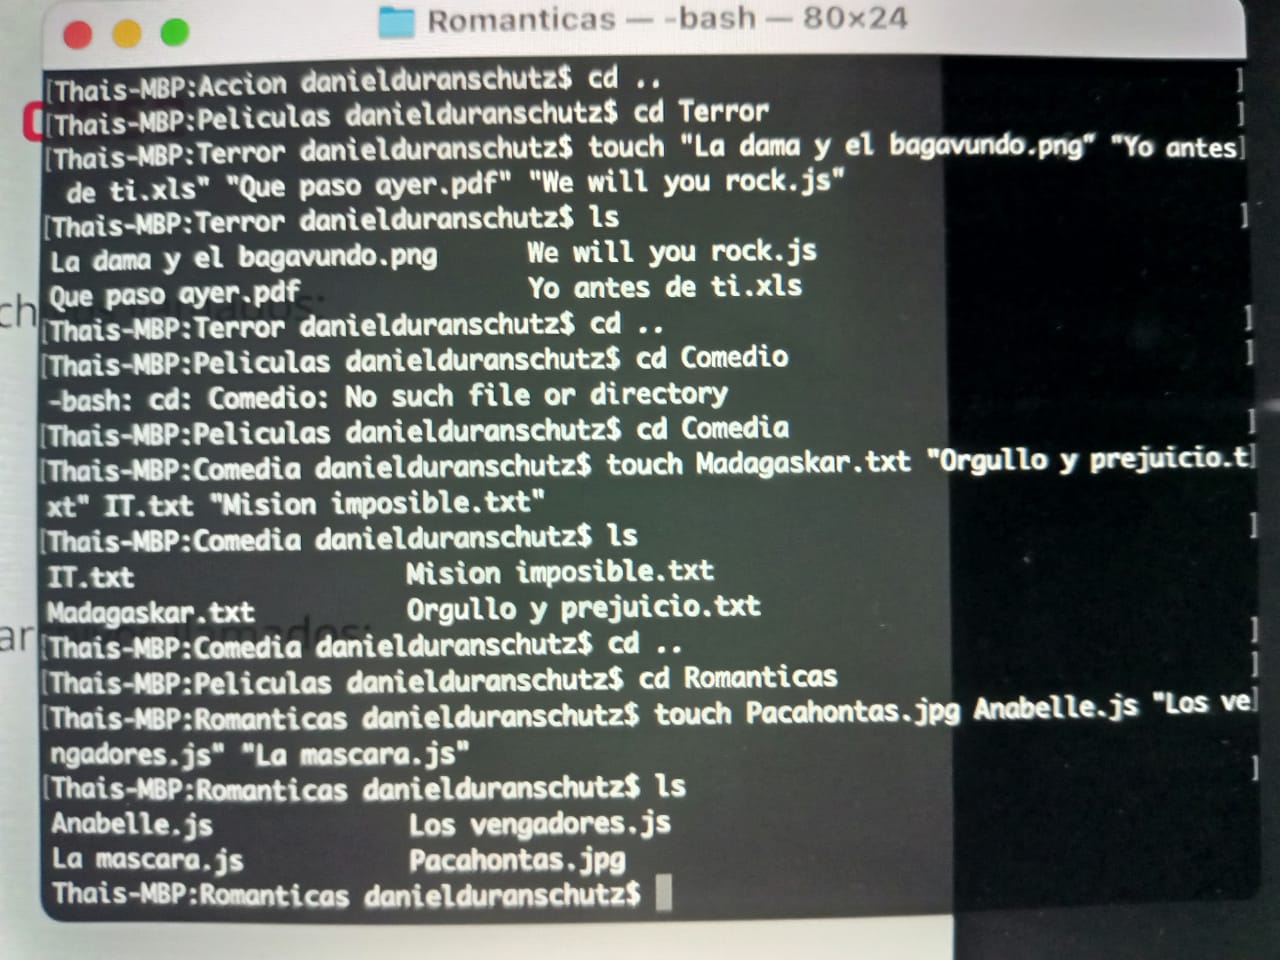 Romanticas — -bash — 80×24
[Thais-MBP:Accion danielduranschutz$ cd .. ]
[Thais-MBP:Peliculas danielduranschutz$ cd Terror ]
[Thais-MBP:Terror danielduranschutz$ touch "La dama y el bagavundo.png" "Yo antes]
de ti.xls" "Que paso ayer.pdf" "We will you rock.js"
[Thais-MBP:Terror danielduranschutz$ ls ]
La dama y el bagavundo.png We will you rock.js
Que paso ayer.pdf Yo antes de ti.xls
[Thais-MBP:Terror danielduranschutz$ cd .. ]
[Thais-MBP:Peliculas danielduranschutz$ cd Comedio ]
-bash: cd: Comedio: No such file or directory
[Thais-MBP:Peliculas danielduranschutz$ cd Comedia ]
[Thais-MBP:Comedia danielduranschutz$ touch Madagaskar.txt "Orgullo y prejuicio.t]
xt" IT.txt "Mision imposible.txt"
[Thais-MBP:Comedia danielduranschutz$ ls ]
IT.txt Mision imposible.txt
Madagaskar.txt Orgullo y prejuicio.txt
[Thais-MBP:Comedia danielduranschutz$ cd .. ]
[Thais-MBP:Peliculas danielduranschutz$ cd Romanticas ]
[Thais-MBP:Romanticas danielduranschutz$ touch Pacahontas.jpg Anabelle.js "Los ve]
ngadores.js" "La mascara.js"
[Thais-MBP:Romanticas danielduranschutz$ ls ]
Anabelle.js Los vengadores.js
La mascara.js Pacahontas.jpg
Thais-MBP:Romanticas danielduranschutz$